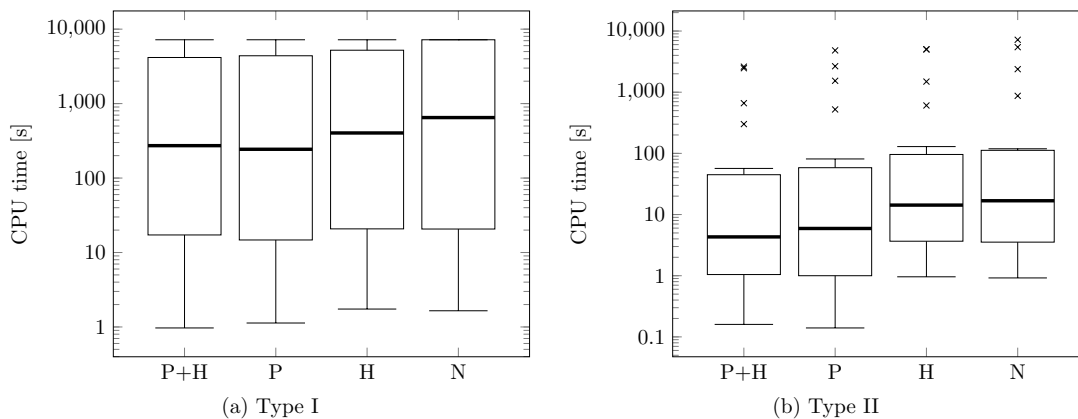 10,000
1,000
100
10
1
CPU time [s]
P+H P H N
(a) Type I
10,000
1,000
100
10
1
0.1
CPU time [s]
P+H P H N
(b) Type II